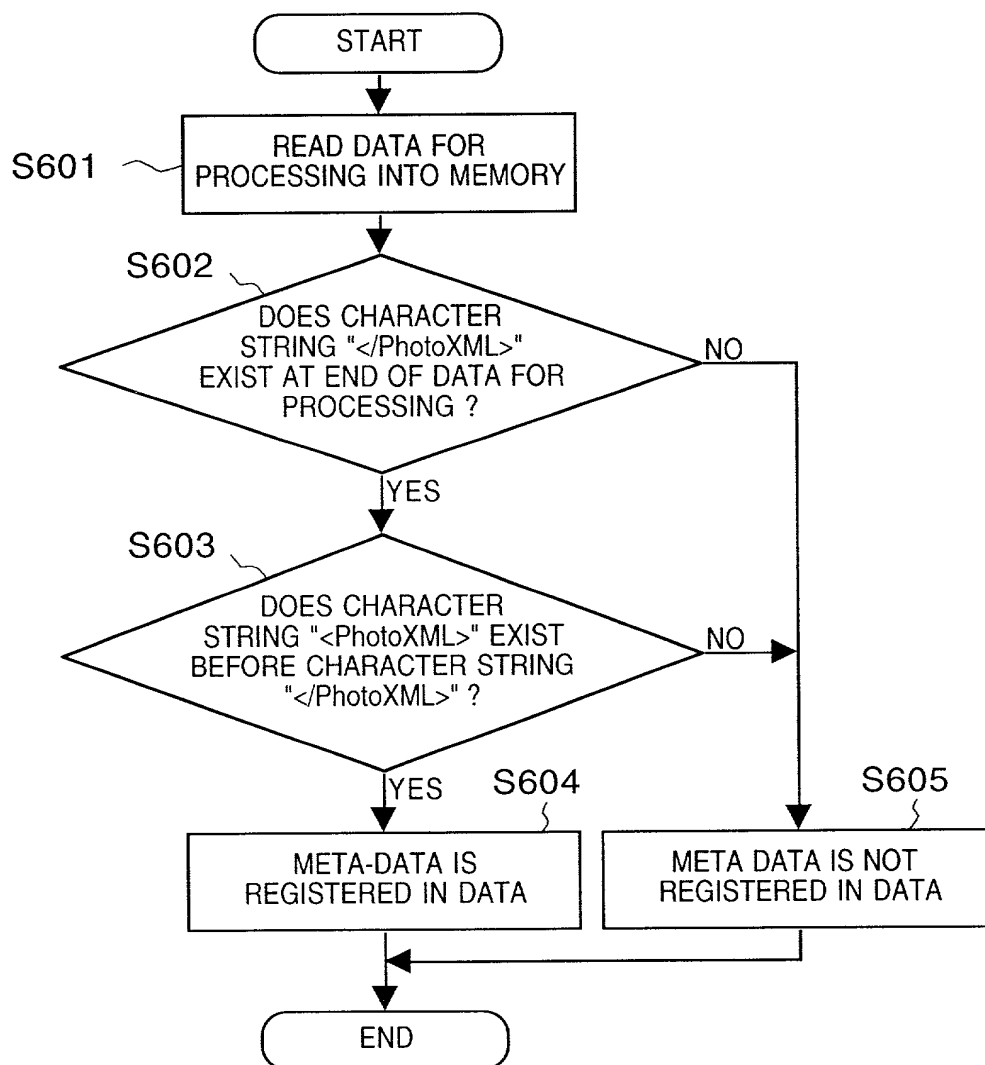 START
S601
READ DATA FOR
PROCESSING INTO MEMORY
S602
DOES CHARACTER
STRING "</PhotoXML>"
EXIST AT END OF DATA FOR
PROCESSING ?
NO
YES
S603
DOES CHARACTER
STRING "<PhotoXML>" EXIST
BEFORE CHARACTER STRING
"</PhotoXML>" ?
NO
YES
S604
META-DATA IS
REGISTERED IN DATA
S605
META DATA IS NOT
REGISTERED IN DATA
END